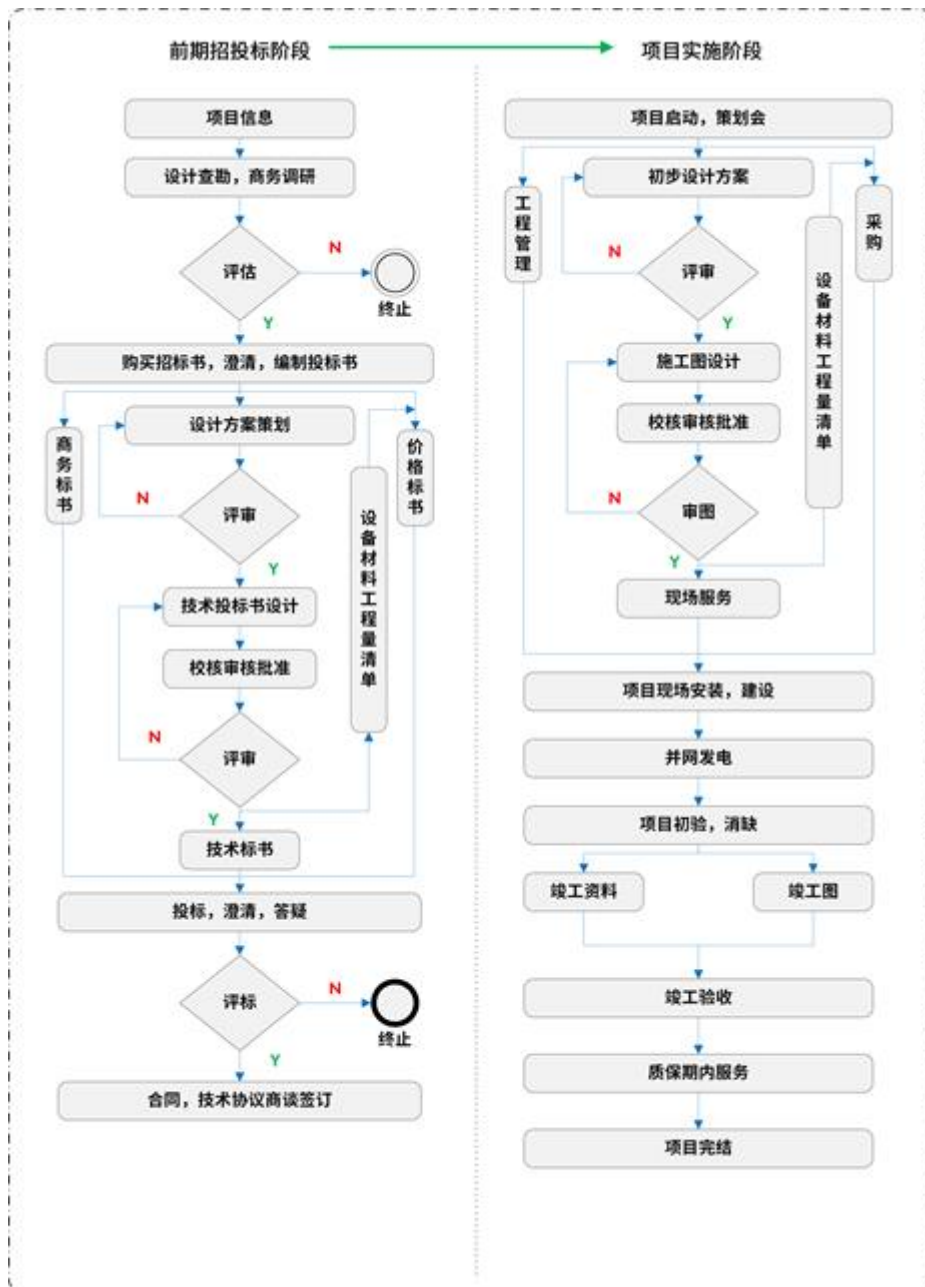 前期招投标阶段
项目实施阶段
项目信息
设计查勘，商务调研
评估
N
终止
Y
购买招标书，澄清，编制投标书
设计方案策划
商务标书
价格标书
N
评审
设备材料工程量清单
Y
技术投标书设计
校核审核批准
N
评审
Y
技术标书
投标，澄清，答疑
评标
N
终止
Y
合同，技术协议商谈签订
项目启动，策划会
初步设计方案
工程管理
采购
N
评审
设备材料工程量清单
Y
施工图设计
校核审核批准
N
审图
Y
现场服务
项目现场安装，建设
并网发电
项目初验，消缺
竣工资料
竣工图
竣工验收
质保期内服务
项目完结